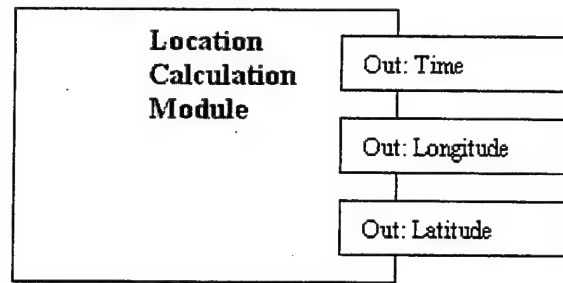 Location
Calculation
Module
Out: Time
Out: Longitude
Out: Latitude